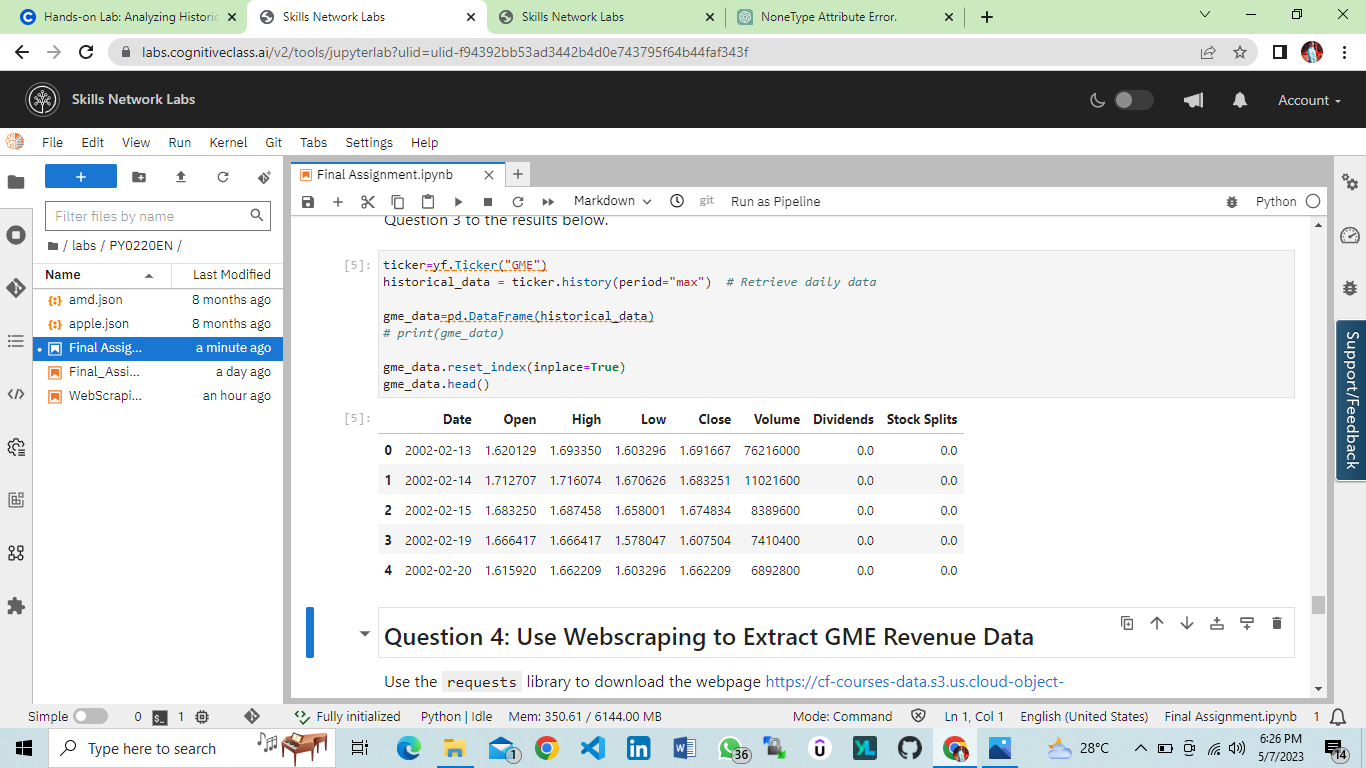 Hands-on Lab: Analyzing Historic
Skills Network Labs
Skills Network Labs
NoneType Attribute Error.
labs.cognitiveclass.ai/v2/tools/jupyterlab?ulid=ulid-f94392bb53ad3442b4d0e743795f64b44faf343f
Skills Network Labs
Account
File Edit View Run Kernel Git Tabs Settings Help
Final Assignment.ipynb
Filter files by name
Markdown
git
Run as Pipeline
Python
/ labs / PY0220EN /
Name Last Modified
amd.json 8 months ago
apple.json 8 months ago
Final Assig... a minute ago
Final_Assi... a day ago
WebScrapi... an hour ago
Question 3 to the results below.
[5]:
ticker=yf.Ticker("GME")
historical_data = ticker.history(period="max")  # Retrieve daily data
gme_data=pd.DataFrame(historical_data)
# print(gme_data)
gme_data.reset_index(inplace=True)
gme_data.head()
[5]:
Date Open High Low Close Volume Dividends Stock Splits
0 2002-02-13 1.620129 1.693350 1.603296 1.691667 76216000 0.0 0.0
1 2002-02-14 1.712707 1.716074 1.670626 1.683251 11021600 0.0 0.0
2 2002-02-15 1.683250 1.687458 1.658001 1.674834 8389600 0.0 0.0
3 2002-02-19 1.666417 1.666417 1.578047 1.607504 7410400 0.0 0.0
4 2002-02-20 1.615920 1.662209 1.603296 1.662209 6892800 0.0 0.0
Question 4: Use Webscraping to Extract GME Revenue Data
Use the requests library to download the webpage https://cf-courses-data.s3.us.cloud-object-
Support/Feedback
Simple 0 1 Fully initialized Python | Idle Mem: 350.61 / 6144.00 MB Mode: Command Ln 1, Col 1 English (United States) Final Assignment.ipynb 1
Type here to search
1
36
28°C
6:26 PM
5/7/2023
14